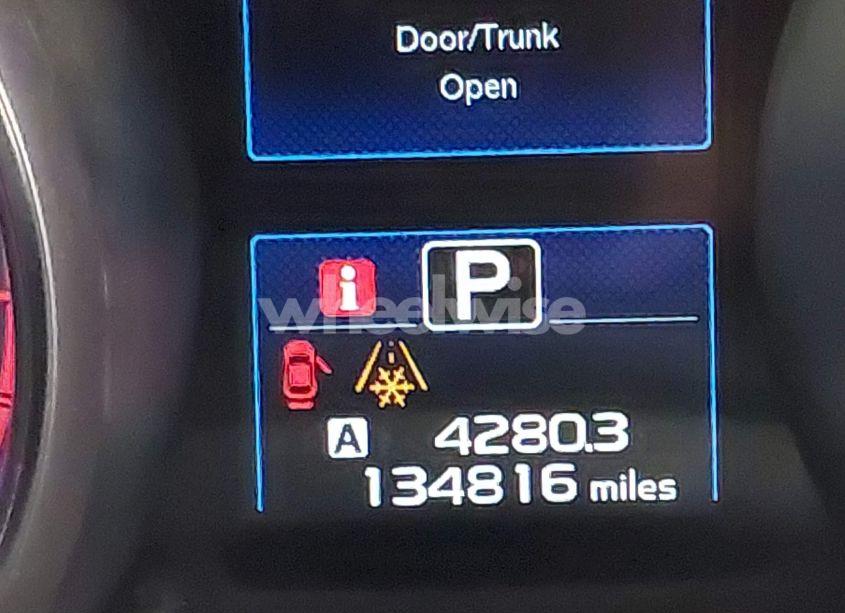 Door/Trunk
Open
i P
wheelwise
A 4280.3
134816 miles